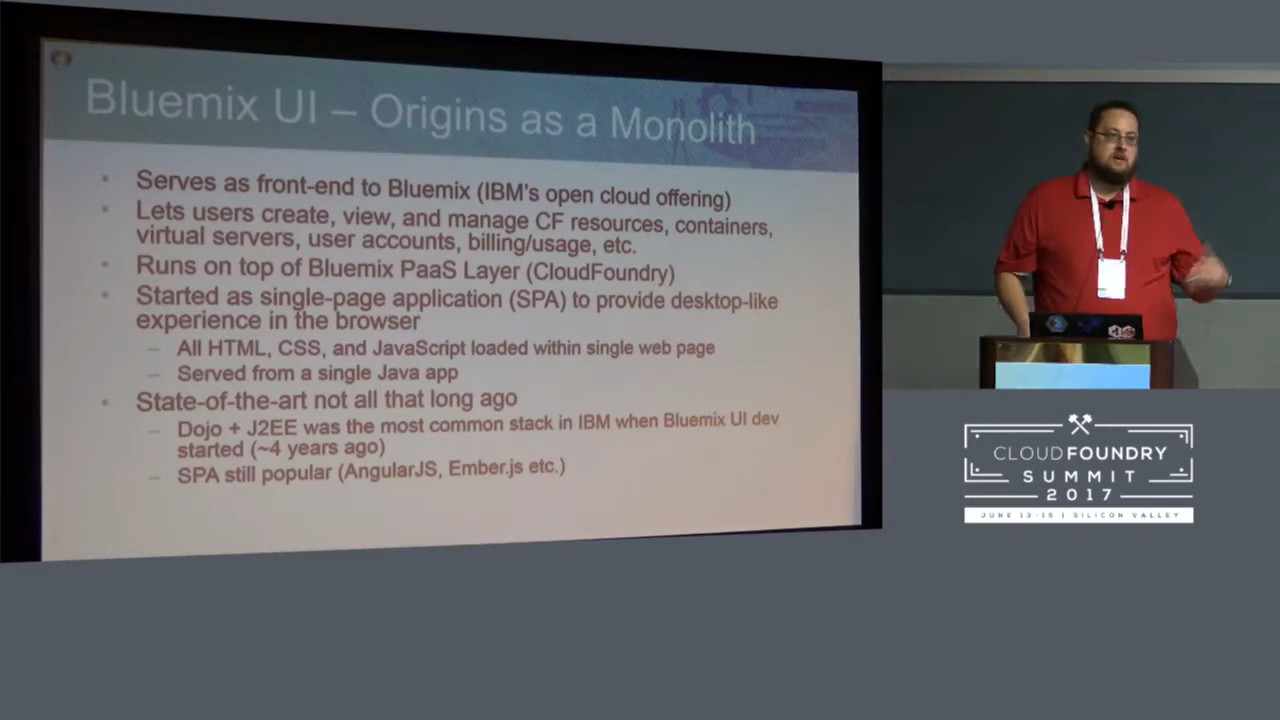 Bluemix UI – Origins as a Monolith
Serves as front-end to Bluemix (IBM's open cloud offering)
Lets users create, view, and manage CF resources, containers,
virtual servers, user accounts, billing/usage, etc.
Runs on top of Bluemix PaaS Layer (CloudFoundry)
Started as single-page application (SPA) to provide desktop-like
experience in the browser
– All HTML, CSS, and JavaScript loaded within single web page
– Served from a single Java app
State-of-the-art not all that long ago
– Dojo + J2EE was the most common stack in IBM when Bluemix UI dev
started (~4 years ago)
– SPA still popular (AngularJS, Ember.js etc.)
CLOUDFOUNDRY
SUMMIT
2017
JUNE 13-15 | SILICON VALLEY